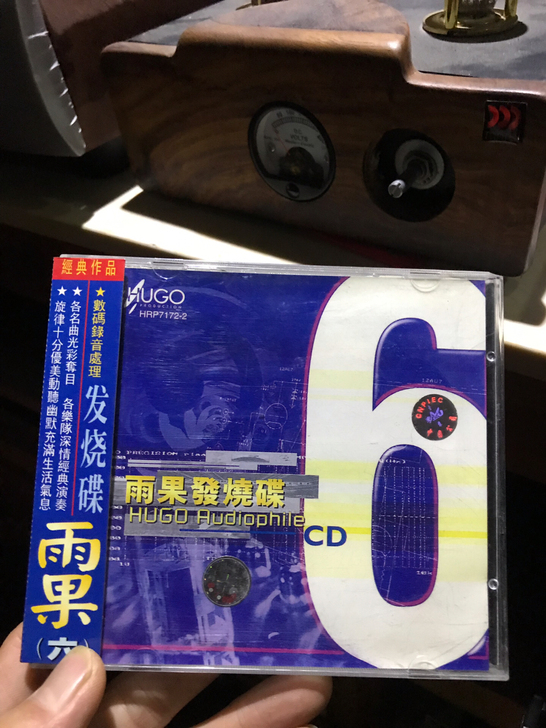 經典作品
★數碼錄音處理
★各名曲光彩奪目 各樂隊深情經典演奏
★旋律十分優美動聽幽默充滿生活氣息
发烧碟
雨果
(六)
HUGO
PRODUCTION
HRP7172-2
6
CNPIEC
雨果發燒碟
HUGO Audiophile
CD